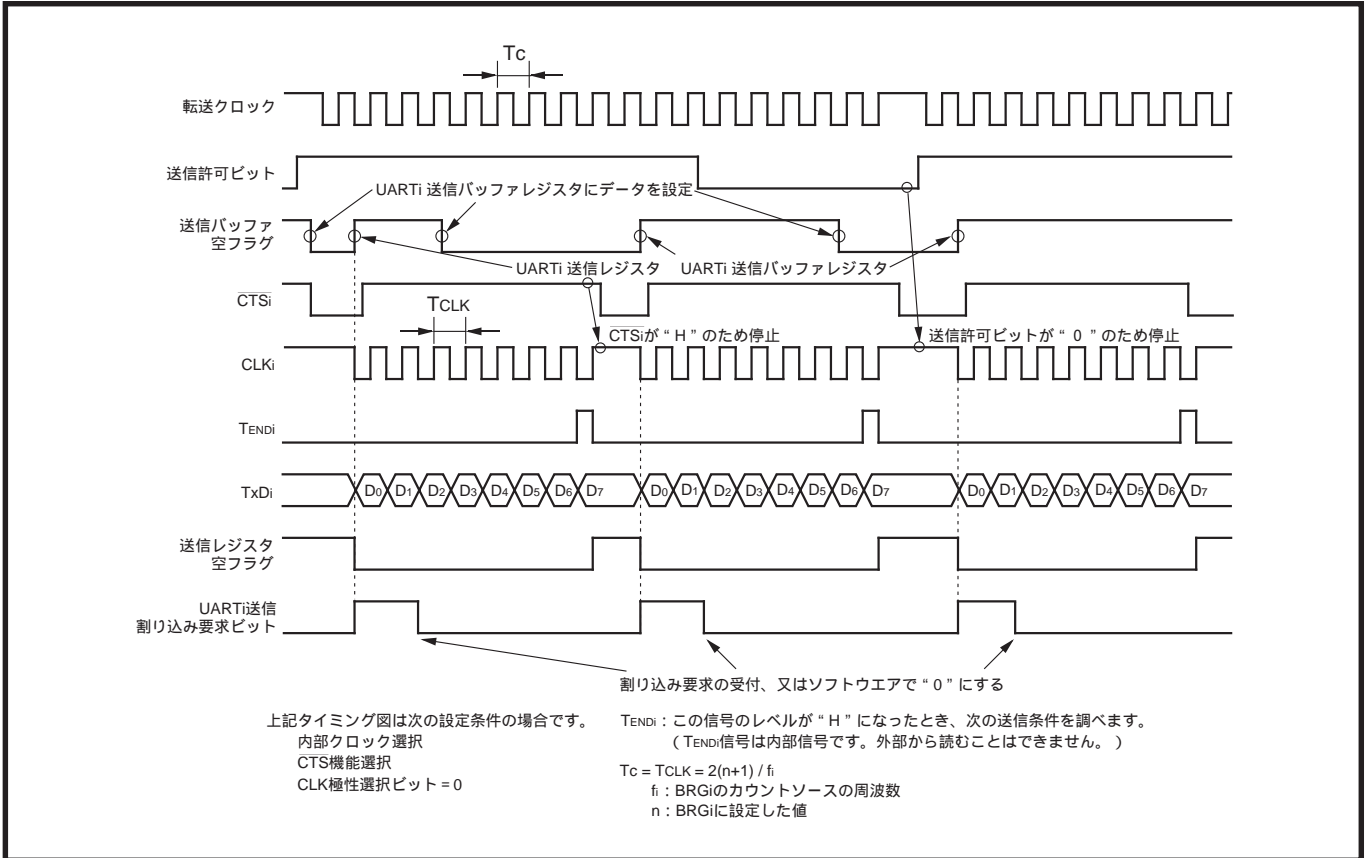 Tc
転送クロック
送信許可ビット
UARTi 送信バッファレジスタにデータを設定
送信バッファ
空フラグ
UARTi 送信レジスタ
UARTi 送信バッファレジスタ
CTSi
TCLK
CTSiが“H”のため停止
送信許可ビットが“0”のため停止
CLKi
TENDi
TxDi
D0 D1 D2 D3 D4 D5 D6 D7 D0 D1 D2 D3 D4 D5 D6 D7 D0 D1 D2 D3 D4 D5 D6 D7
送信レジスタ
空フラグ
UARTi送信
割り込み要求ビット
割り込み要求の受付、又はソフトウエアで“0”にする
上記タイミング図は次の設定条件の場合です。
内部クロック選択
CTS機能選択
CLK極性選択ビット = 0
TENDi : この信号のレベルが“H”になったとき、次の送信条件を調べます。
( TENDi信号は内部信号です。外部から読むことはできません。)
Tc = TCLK = 2(n+1) / fi
fi : BRGiのカウントソースの周波数
n : BRGiに設定した値